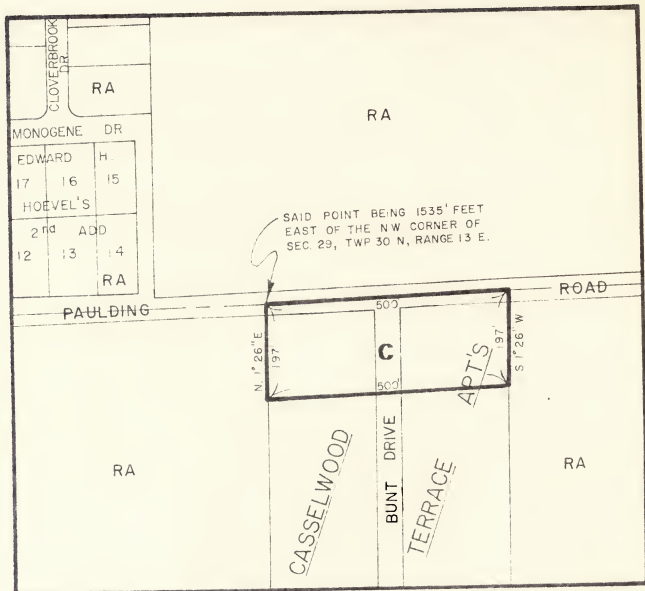 CLOVERBROOK
DR.
RA
RA
MONOGENE DR
EDWARD H.
17 16 15
HOEVEL'S
2nd ADD
12 13 14
RA
SAID POINT BEING 1535' FEET
EAST OF THE NW CORNER OF
SEC. 29, TWP 30 N, RANGE 13 E.
PAULDING
ROAD
500'
N. 1° 26" E
197'
C
197'
S 1° 26' W
500'
APT'S
RA
CASSELWOOD
BUNT DRIVE
TERRACE
RA